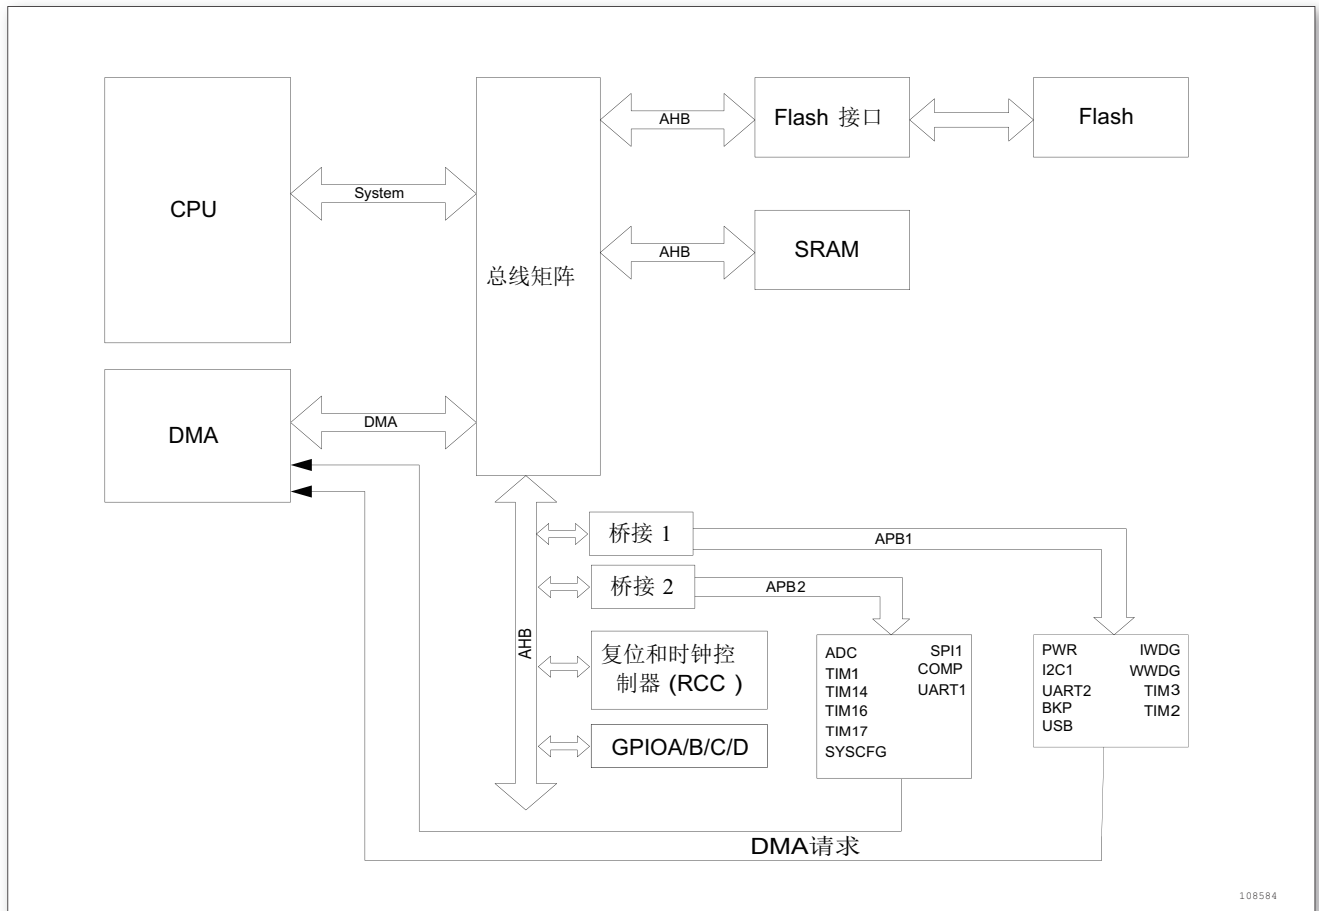 CPU
System
DMA
DMA
总线矩阵
AHB
Flash 接口
Flash
AHB
SRAM
AHB
桥接 1
APB1
桥接 2
APB2
复位和时钟控
制器 (RCC )
GPIOA/B/C/D
ADC
TIM1
TIM14
TIM16
TIM17
SYSCFG
SPI1
COMP
UART1
PWR
I2C1
UART2
BKP
USB
IWDG
WWDG
TIM3
TIM2
DMA请求
108584